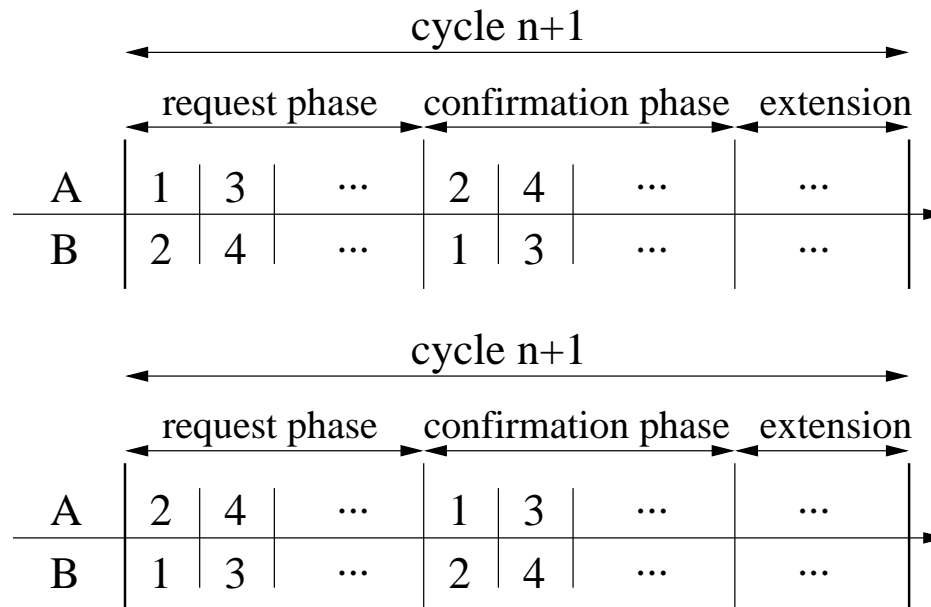 cycle n+1
request phase confirmation phase extension
A 1 3 ... 2 4 ... ...
B 2 4 ... 1 3 ... ...
cycle n+1
request phase confirmation phase extension
A 2 4 ... 1 3 ... ...
B 1 3 ... 2 4 ... ...